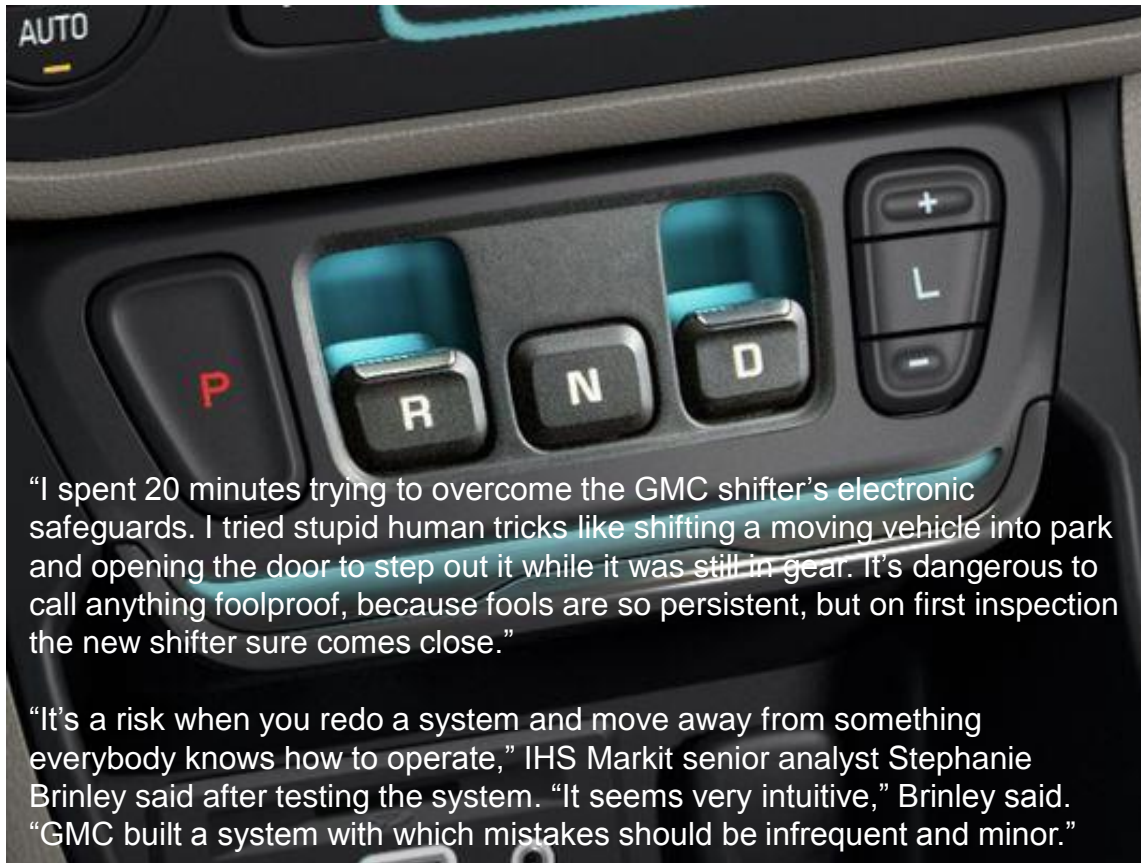 AUTO
P
R
N
D
+
L
-
“I spent 20 minutes trying to overcome the GMC shifter’s electronic
safeguards. I tried stupid human tricks like shifting a moving vehicle into park
and opening the door to step out it while it was still in gear. It’s dangerous to
call anything foolproof, because fools are so persistent, but on first inspection
the new shifter sure comes close.”
“It’s a risk when you redo a system and move away from something
everybody knows how to operate,” IHS Markit senior analyst Stephanie
Brinley said after testing the system. “It seems very intuitive,” Brinley said.
“GMC built a system with which mistakes should be infrequent and minor.”